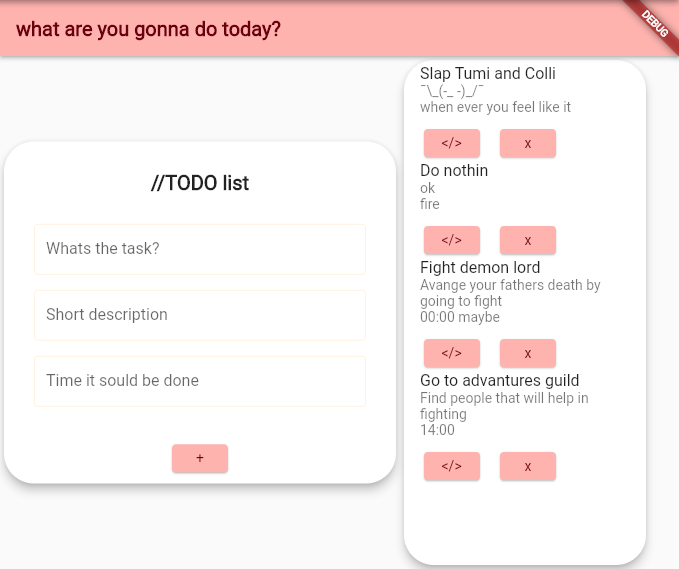 what are you gonna do today?
DEBUG
//TODO list
Whats the task?
Short description
Time it sould be done
+
Slap Tumi and Colli
¯\_(-_ -)_/¯
when ever you feel like it
</> x
Do nothin
ok
fire
</> x
Fight demon lord
Avange your fathers death by
going to fight
00:00 maybe
</> x
Go to advantures guild
Find people that will help in
fighting
14:00
</> x